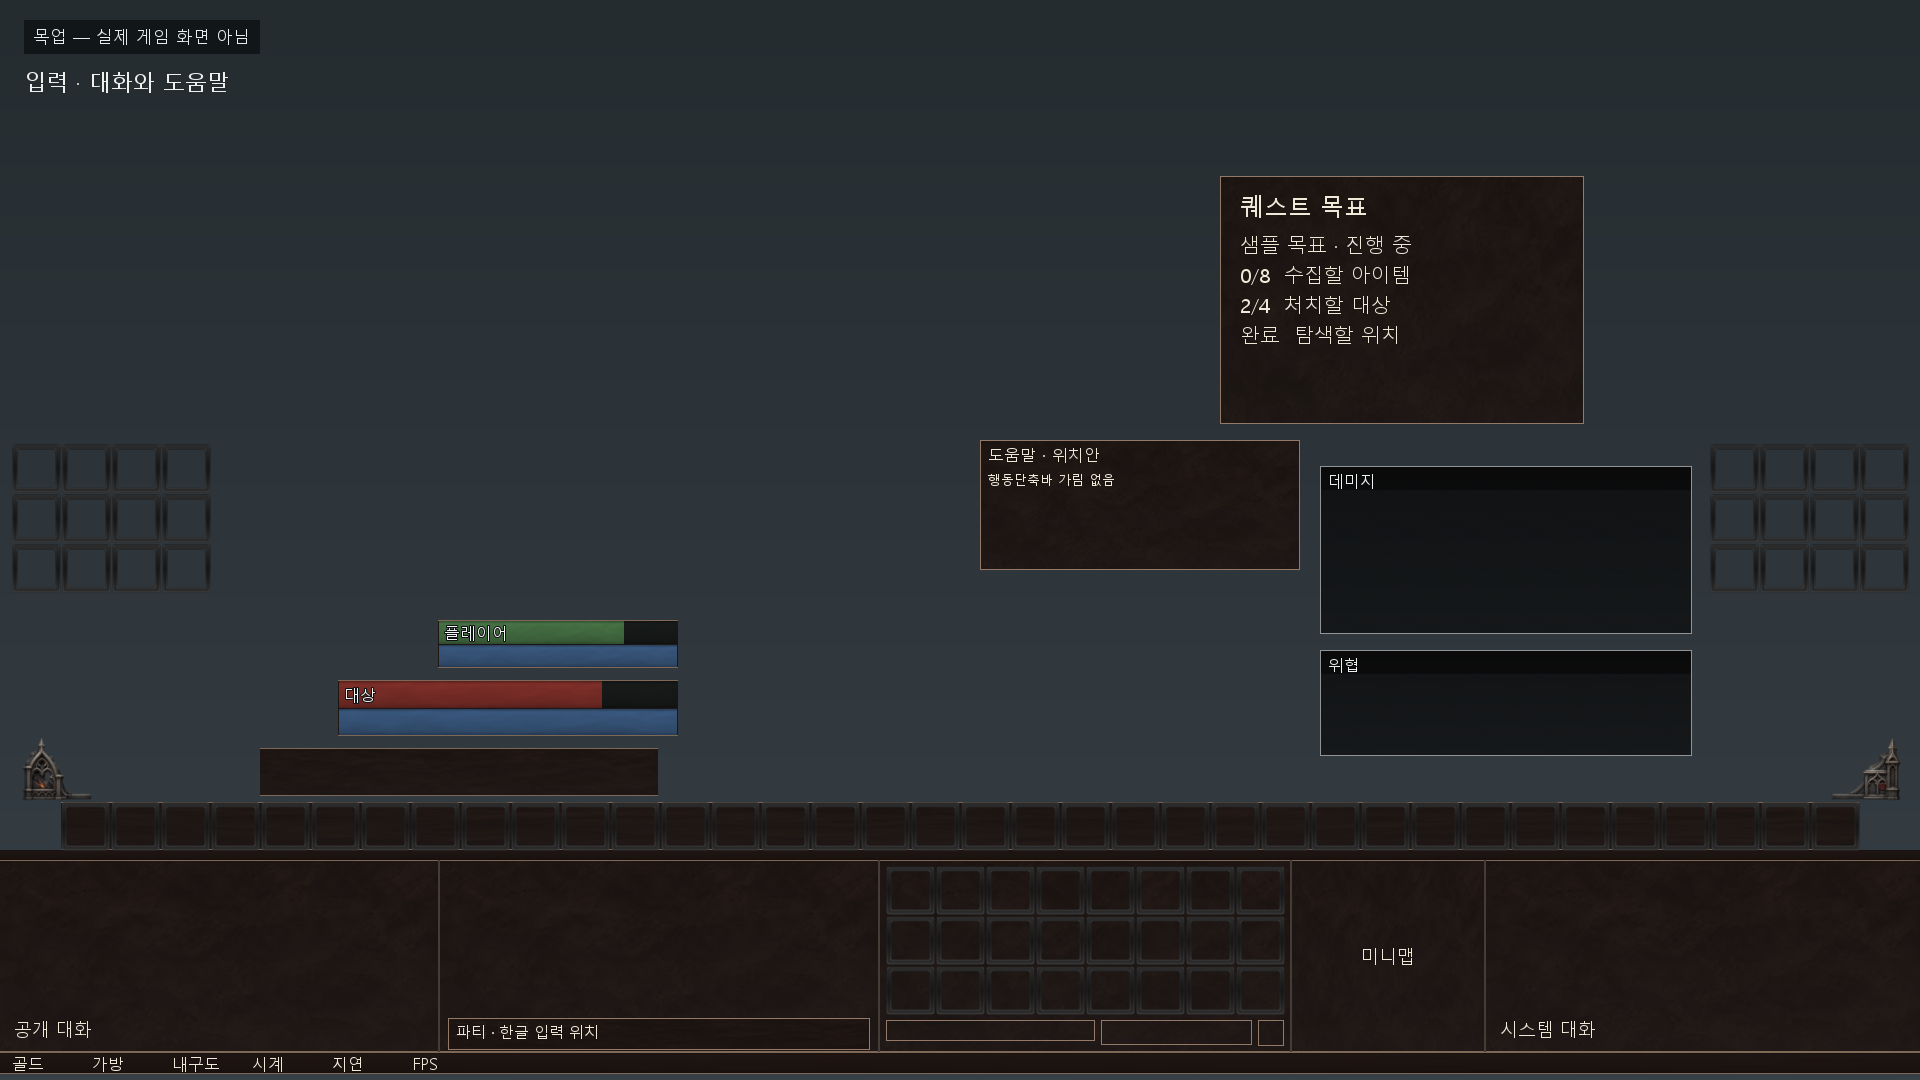 목업 — 실제 게임 화면 아님
입력 · 대화와 도움말
퀘스트 목표
샘플 목표 · 진행 중
0/8 수집할 아이템
2/4 처치할 대상
완료 탐색할 위치
도움말 · 위치안
행동단축바 가림 없음
데미지
플레이어
위협
대상
미니맵
공개 대화
파티 · 한글 입력 위치
시스템 대화
골드 가방 내구도 시계 지연 FPS